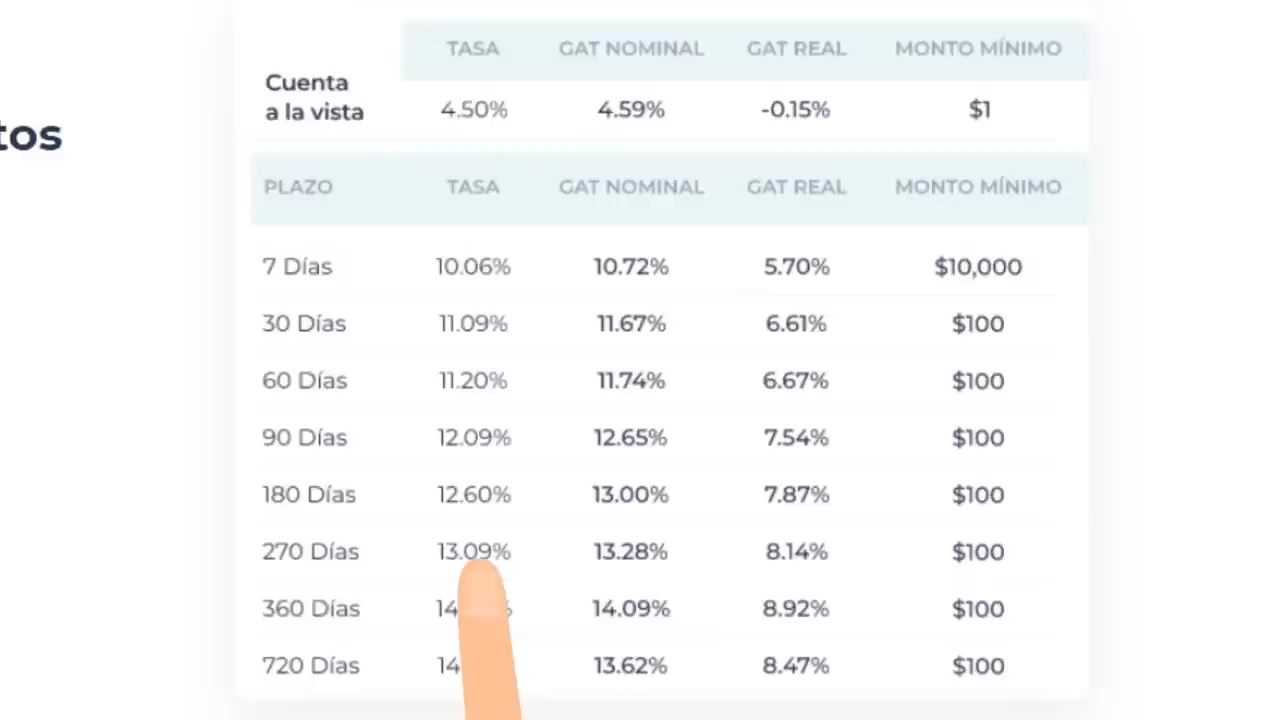 tos
TASA GAT NOMINAL GAT REAL MONTO MÍNIMO
Cuenta
a la vista 4.50% 4.59% -0.15% $1
PLAZO TASA GAT NOMINAL GAT REAL MONTO MÍNIMO
7 Días 10.06% 10.72% 5.70% $10,000
30 Días 11.09% 11.67% 6.61% $100
60 Días 11.20% 11.74% 6.67% $100
90 Días 12.09% 12.65% 7.54% $100
180 Días 12.60% 13.00% 7.87% $100
270 Días 13.09% 13.28% 8.14% $100
360 Días 14.09% 8.92% $100
720 Días 13.62% 8.47% $100